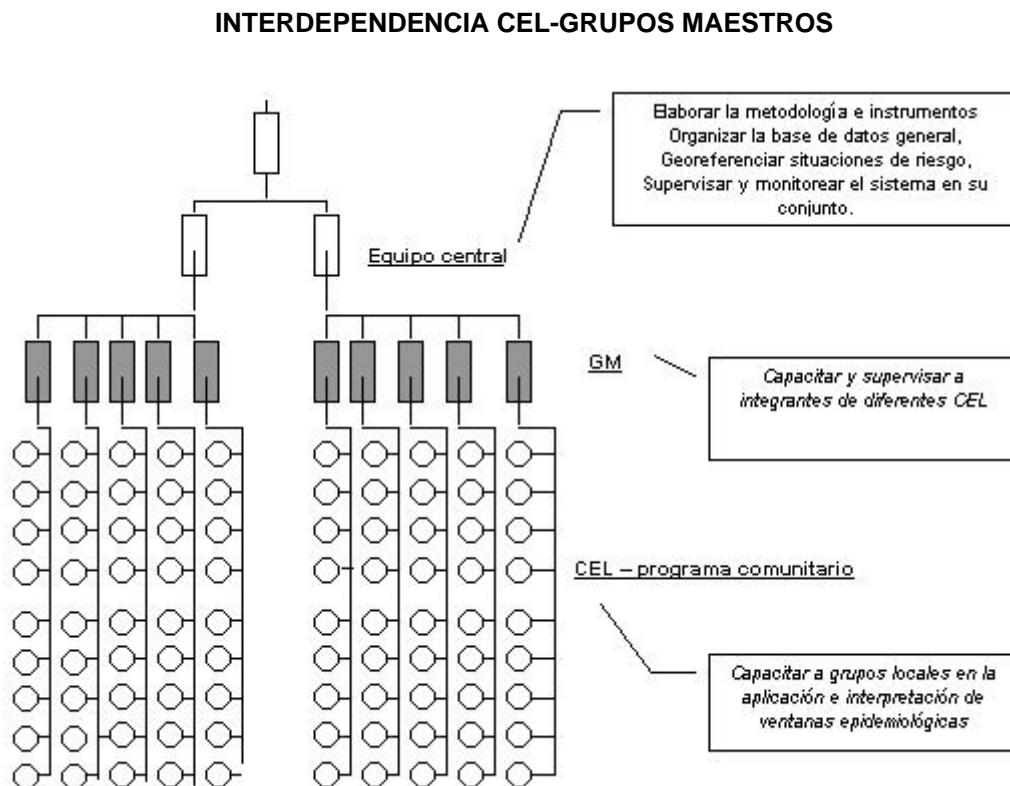 INTERDEPENDENCIA CEL-GRUPOS MAESTROS
Elaborar la metodología e instrumentos
Organizar la base de datos general,
Georeferenciar situaciones de riesgo,
Supervisar y monitorear el sistema en su
conjunto.
Equipo central
GM
Capacitar y supervisar a
integrantes de diferentes CEL
CEL – programa comunitario
Capacitar a grupos locales en la
aplicación e interpretación de
ventanas epidemiológicas